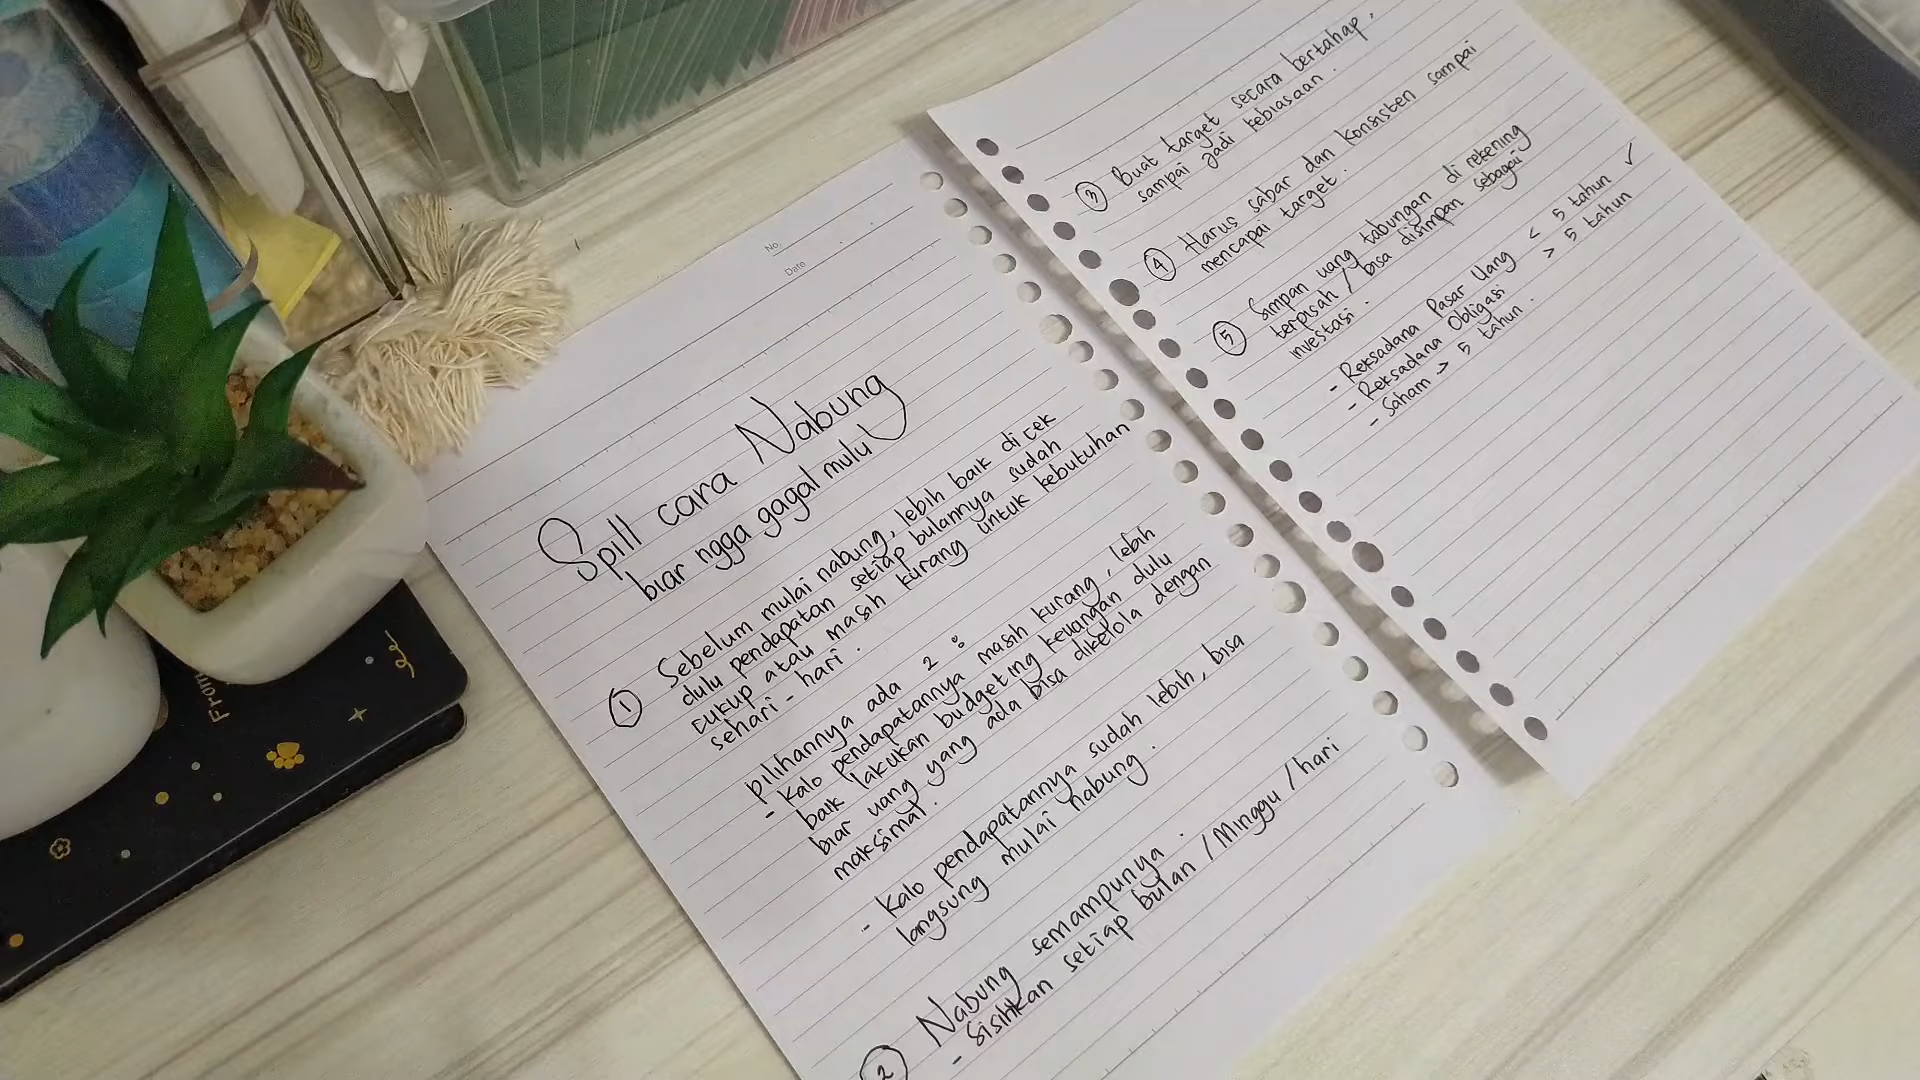 No.
Date
Spill cara Nabung
biar ngga gagal mulu
1 Sebelum mulai nabung, lebih baik di cek
dulu pendapatan setiap bulannya sudah
cukup atau masih kurang untuk kebutuhan
sehari - hari.
pilihannya ada 2 :
- Kalo pendapatannya masih kurang, lebih
baik lakukan budgeting keuangan dulu
biar uang yang ada bisa dikelola dengan
maksimal.
- Kalo pendapatannya sudah lebih, bisa
langsung mulai nabung.
2 Nabung semampunya.
- Sisihkan setiap bulan / Minggu / hari
3 Buat target secara bertahap,
sampai jadi kebiasaan.
4 Harus sabar dan Konsisten sampai
mencapai target.
5 Simpan uang tabungan di rekening
terpisah / bisa disimpan sebagai
investasi.
- Reksadana Pasar Uang < 5 tahun ✓
- Reksadana Obligasi > 5 tahun
- Saham > 5 tahun.
From